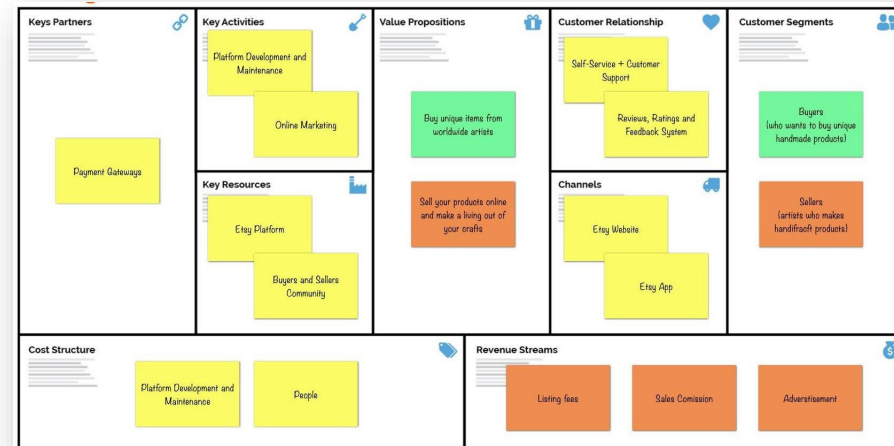 Keys Partners
Payment Gateways
Key Activities
Platform Development and
Maintenance
Online Marketing
Key Resources
Etsy Platform
Buyers and Sellers
Community
Value Propositions
Buy unique items from
worldwide artists
Sell your products online
and make a living out of
your crafts
Customer Relationship
Self-Service + Customer
Support
Reviews, Ratings and
Feedback System
Channels
Etsy Website
Etsy App
Customer Segments
Buyers
(who wants to buy unique
handmade products)
Sellers
(artists who makes
handifracft products)
Cost Structure
Platform Development and
Maintenance
People
Revenue Streams
Listing fees
Sales Comission
Adverstisement